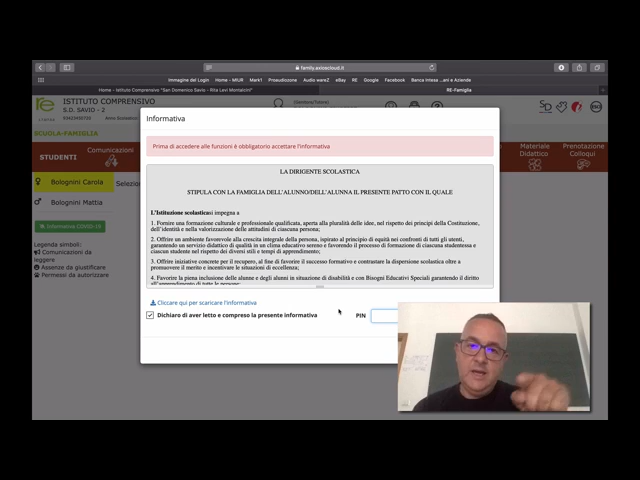 family.axioscloud.it
Immagine del Login Home - MIUR Mark1 Proaudizione Audio wareZ eBay RE Google Facebook Banca Intesa ...ani e Aziende
Home - Istituto Comprensivo "San Domenico Savio - Rita Levi Montalcini" RE-Famiglia
ISTITUTO COMPRENSIVO
S.D. SAVIO - 2
SCUOLA-FAMIGLIA
STUDENTI Comunicazioni Materiale Didattico Prenotazione Colloqui
Bolognini Carola Selezio
Bolognini Mattia
Informativa COVID-19
Legenda simboli:
Comunicazioni da
leggere
Assenze da giustificare
Permessi da autorizzare
Informativa
Prima di accedere alle funzioni è obbligatorio accettare l'informativa
LA DIRIGENTE SCOLASTICA
STIPULA CON LA FAMIGLIA DELL'ALUNNO/DELL'ALUNNA IL PRESENTE PATTO CON IL QUALE
L'Istituzione scolastica si impegna a
1. Fornire una formazione culturale e professionale qualificata, aperta alla pluralità delle idee, nel rispetto dei principi della Costituzione,
dell'identità e nella valorizzazione delle attitudini di ciascuna persona;
2. Offrire un ambiente favorevole alla crescita integrale della persona, ispirato al principio di equità nei confronti di tutti gli utenti,
garantendo un servizio didattico di qualità in un clima educativo sereno e favorendo il processo di formazione di ciascuna studentessa e
ciascun studente nel rispetto dei diversi stili e tempi di apprendimento;
3. Offrire iniziative concrete per il recupero, al fine di favorire il successo formativo e contrastare la dispersione scolastica oltre a
promuovere il merito e incentivare le situazioni di eccellenza;
4. Favorire la piena inclusione delle alunne e degli alunni in situazione di disabilità e con Bisogni Educativi Speciali garantendo il diritto
all'apprendimento di tutte le persone;
Cliccare qui per scaricare l'informativa
Dichiaro di aver letto e compreso la presente informativa PIN